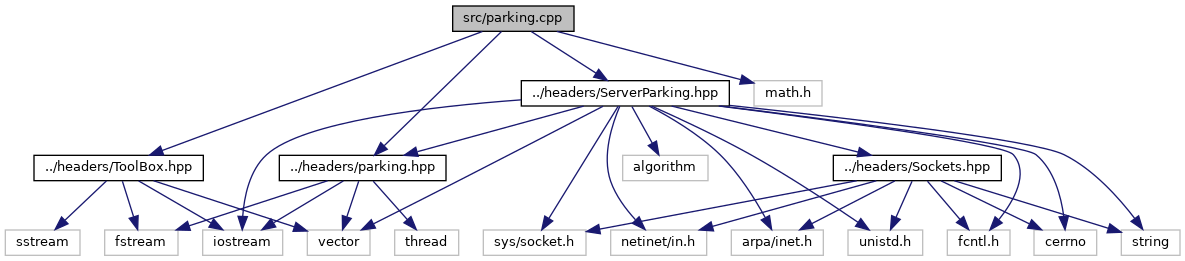 src/parking.cpp
../headers/ServerParking.hpp
math.h
../headers/ToolBox.hpp
../headers/parking.hpp
algorithm
../headers/Sockets.hpp
sstream
fstream
iostream
vector
thread
sys/socket.h
netinet/in.h
arpa/inet.h
unistd.h
fcntl.h
cerrno
string